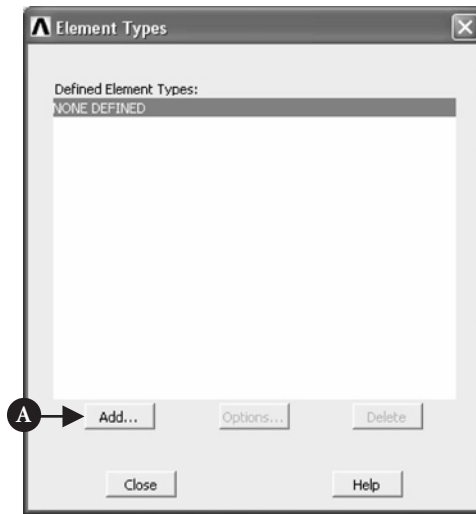 Element Types
Defined Element Types:
NONE DEFINED
A
Add... Options... Delete
Close Help